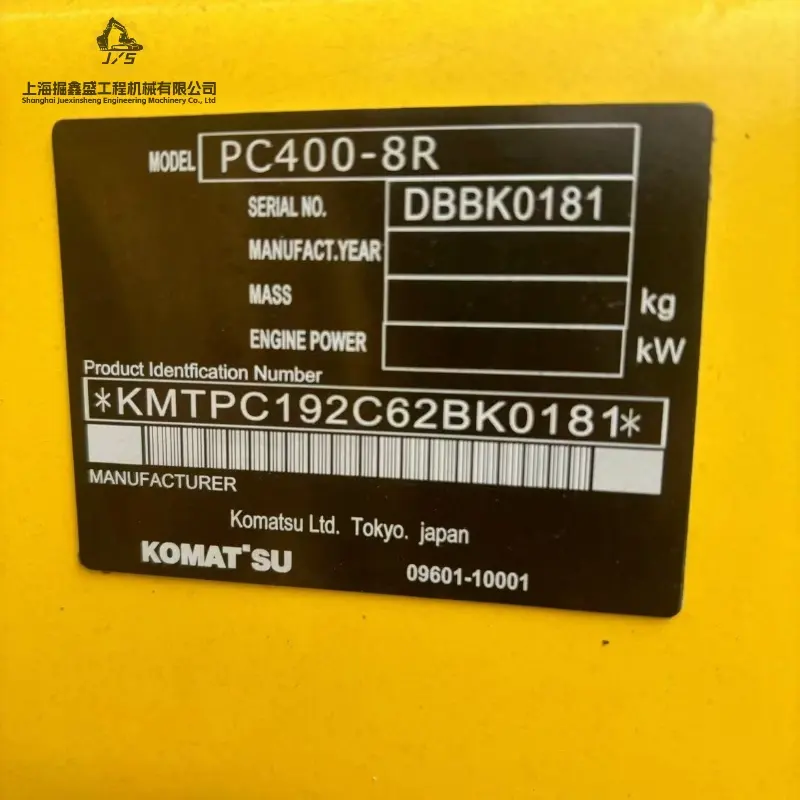 J/S
上海掘鑫盛工程机械有限公司
Shanghai Juexinsheng Engineering Machinery Co., Ltd
MODEL PC400-8R
SERIAL NO. DBBK0181
MANUFACT.YEAR
MASS kg
ENGINE POWER kW
Product Identfication Number
*KMTPC192C62BK0181*
MANUFACTURER
Komatsu Ltd. Tokyo. japan
KOMAT'SU
09601-10001